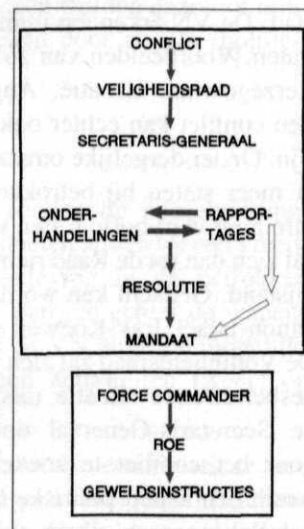 CONFLICT
VEILIGHEIDSRAAD
SECRETARIS-GENERAAL
ONDER- RAPPOR-
HANDELINGEN TAGES
RESOLUTIE
MANDAAT
FORCE COMMANDER
ROE
GEWELDSINSTRUCTIES